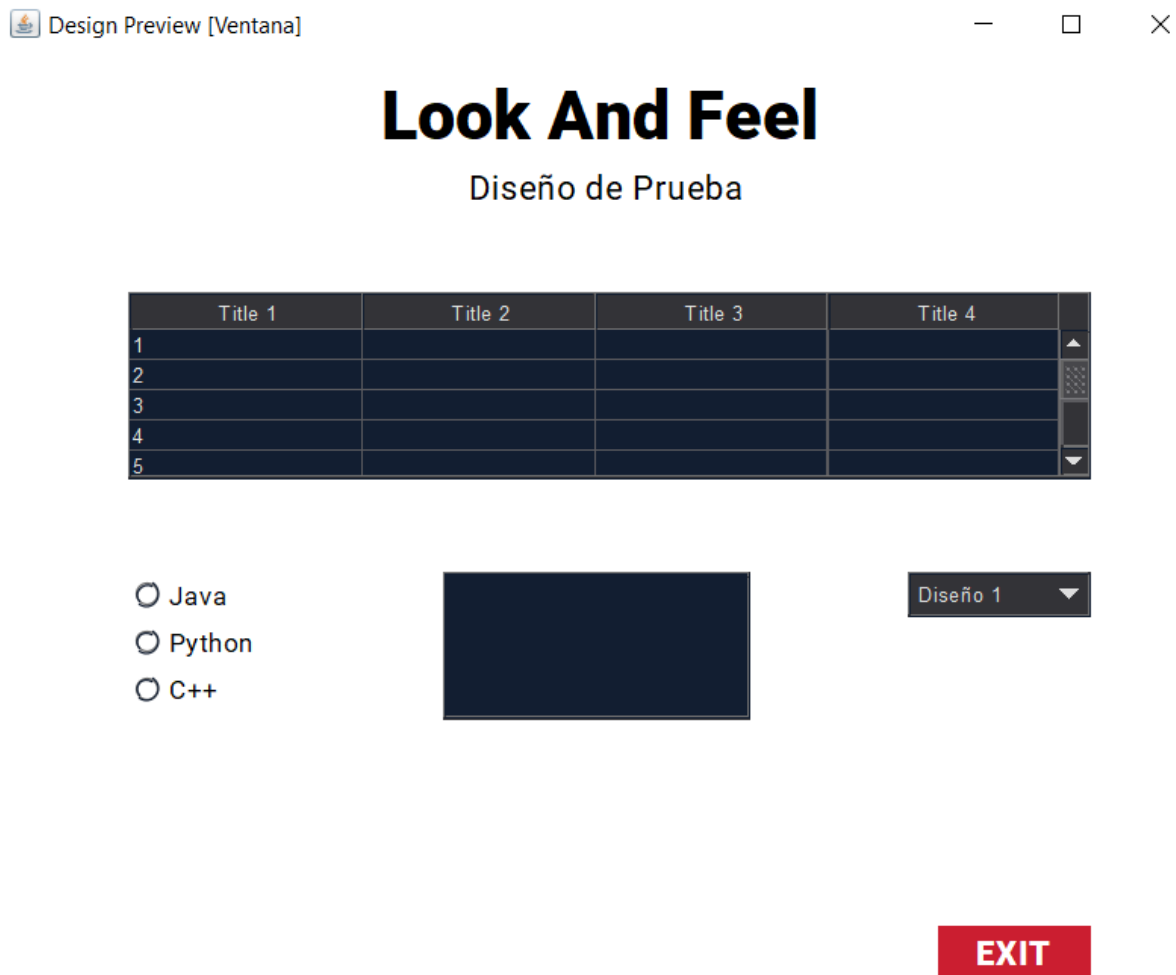 Design Preview [Ventana]
Look And Feel
Diseño de Prueba
Title 1 Title 2 Title 3 Title 4
1
2
3
4
5
Java
Python
C++
Diseño 1
EXIT